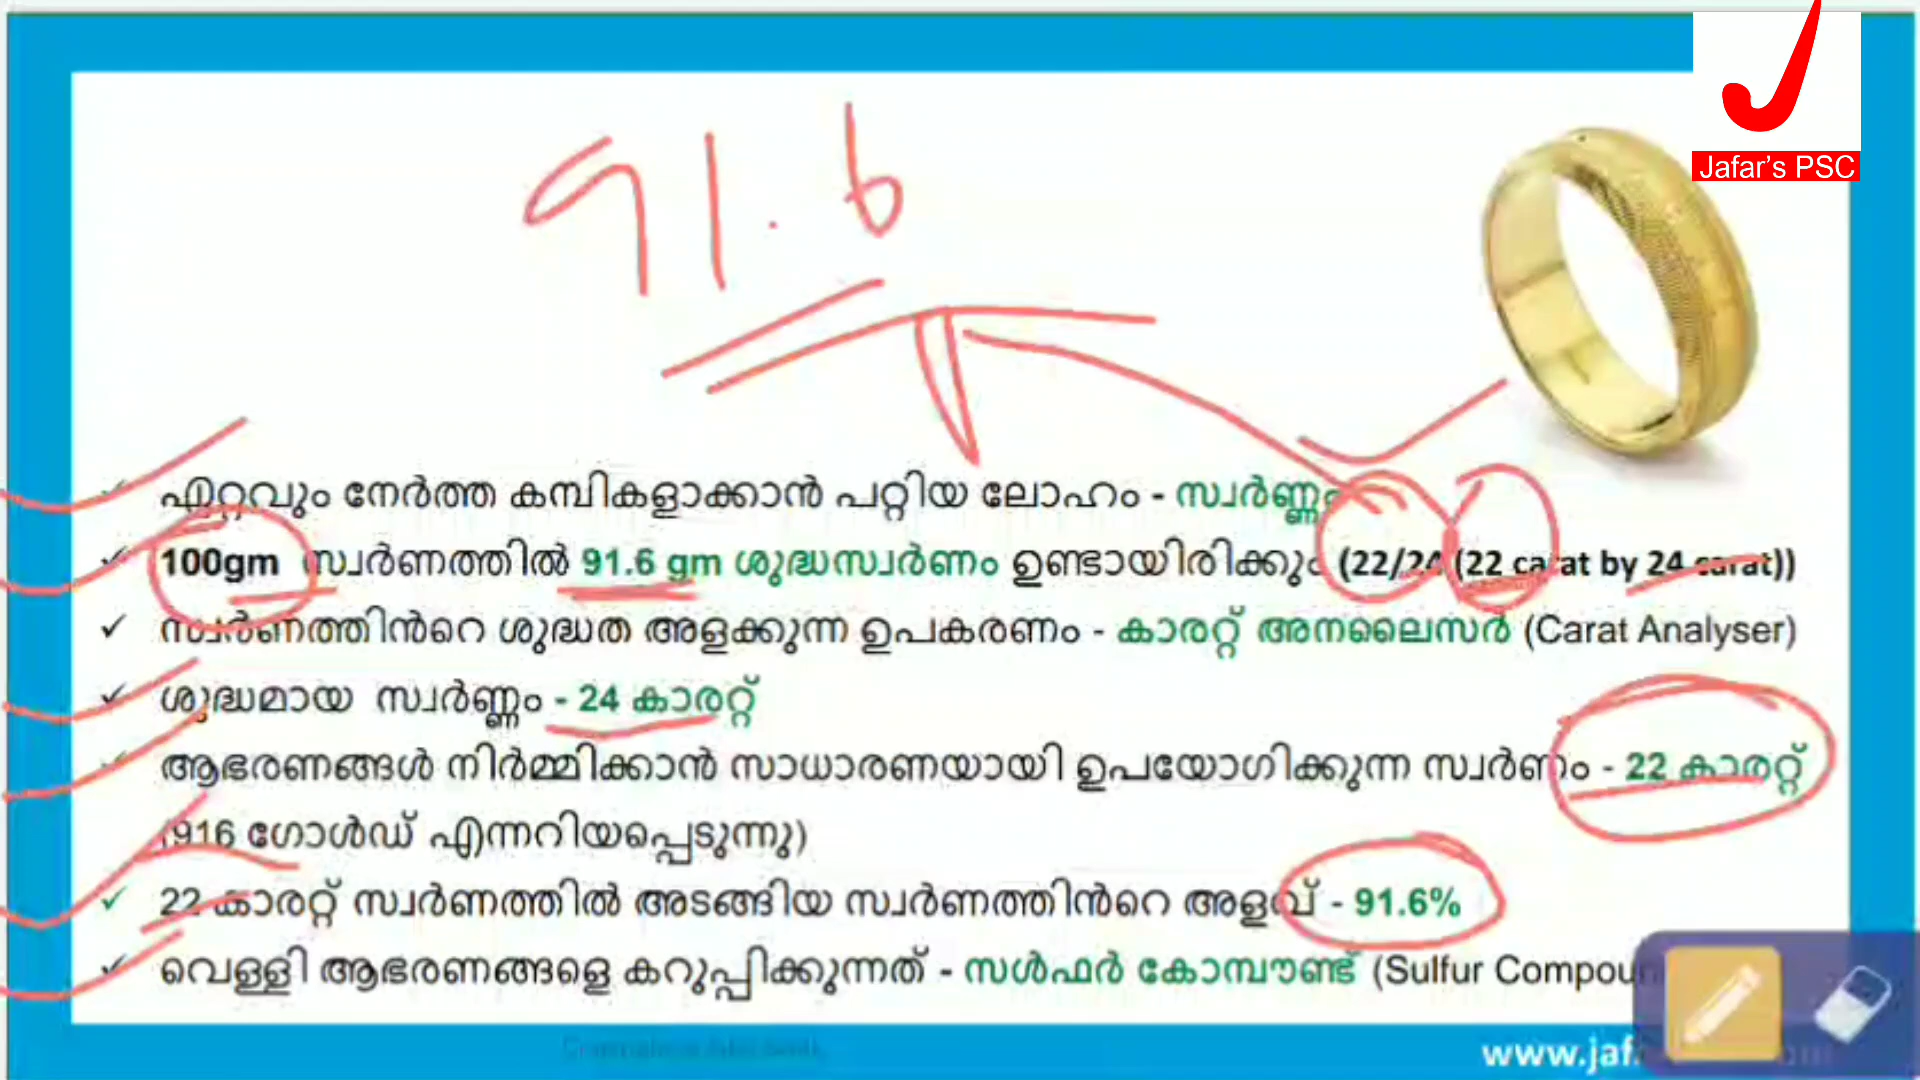 Jafar's PSC
91.6
ഏറ്റവും നേർത്ത കമ്പികളാക്കാൻ പറ്റിയ ലോഹം - സ്വർണ്ണം
100gm സ്വർണത്തിൽ 91.6 gm ശുദ്ധസ്വർണം ഉണ്ടായിരിക്കും (22/24 (22 carat by 24 carat))
സ്വർണത്തിൻറെ ശുദ്ധത അളക്കുന്ന ഉപകരണം - കാരറ്റ് അനലൈസർ (Carat Analyser)
ശുദ്ധമായ സ്വർണ്ണം - 24 കാരറ്റ്
ആഭരണങ്ങൾ നിർമ്മിക്കാൻ സാധാരണയായി ഉപയോഗിക്കുന്ന സ്വർണം - 22 കാരറ്റ്
(916 ഗോൾഡ് എന്നറിയപ്പെടുന്നു)
22 കാരറ്റ് സ്വർണത്തിൽ അടങ്ങിയ സ്വർണത്തിൻറെ അളവ് - 91.6%
വെള്ളി ആഭരണങ്ങളെ കറുപ്പിക്കുന്നത് - സൾഫർ കോമ്പൗണ്ട് (Sulfur Compoun
www.jaf